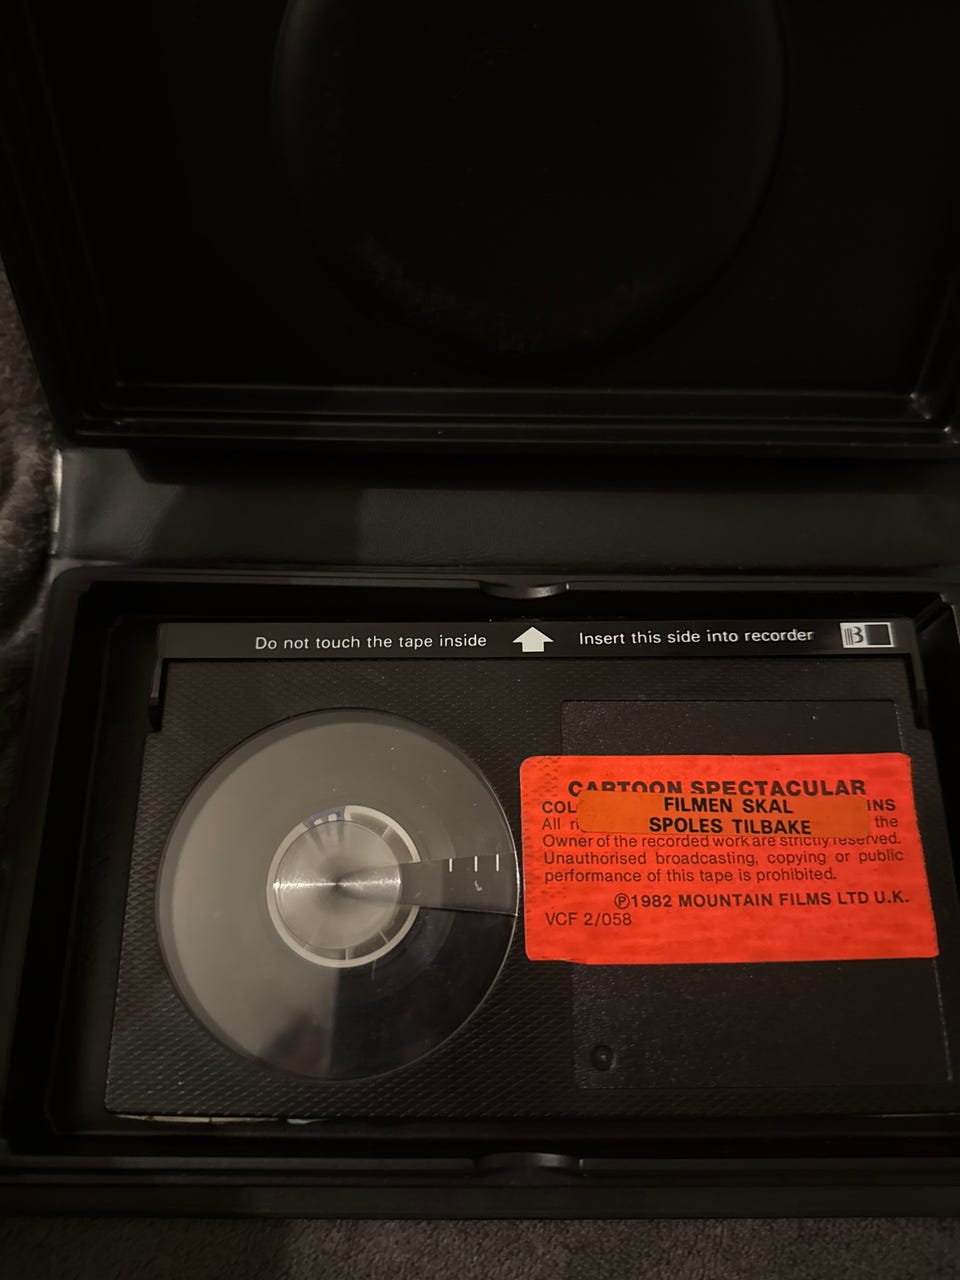 Do not touch the tape inside Insert this side into recorder B
CARTOON SPECTACULAR
COL INS
FILMEN SKAL
SPOLES TILBAKE
All ri the
Owner of the recorded work are strictly reserved.
Unauthorised broadcasting, copying or public
performance of this tape is prohibited.
℗1982 MOUNTAIN FILMS LTD U.K.
VCF 2/058